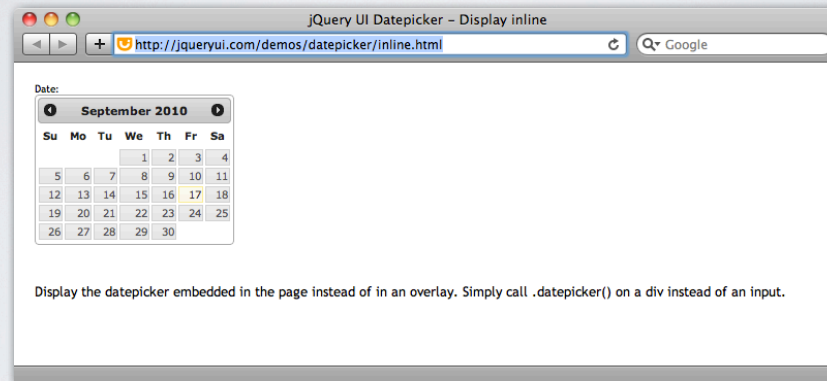 jQuery UI Datepicker – Display inline
http://jqueryui.com/demos/datepicker/inline.html
Google
Date:
September 2010
Su Mo Tu We Th Fr Sa
1 2 3 4
5 6 7 8 9 10 11
12 13 14 15 16 17 18
19 20 21 22 23 24 25
26 27 28 29 30
Display the datepicker embedded in the page instead of in an overlay. Simply call .datepicker() on a div instead of an input.